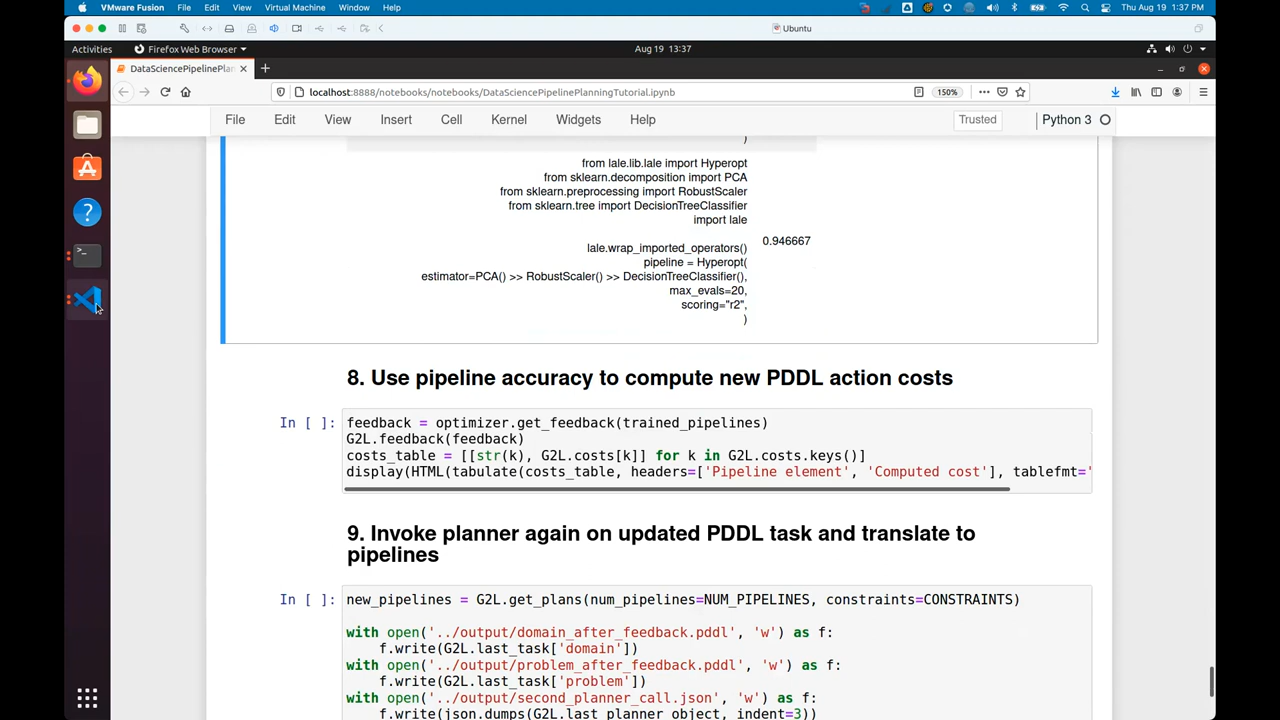 VMware Fusion File Edit View Virtual Machine Window Help Thu Aug 19 1:37 PM
Ubuntu
Activities Firefox Web Browser Aug 19 13:37
DataSciencePipelinePlan
localhost:8888/notebooks/notebooks/DataSciencePipelinePlanningTutorial.ipynb 150%
File Edit View Insert Cell Kernel Widgets Help Trusted Python 3
)
from lale.lib.lale import Hyperopt
from sklearn.decomposition import PCA
from sklearn.preprocessing import RobustScaler
from sklearn.tree import DecisionTreeClassifier
import lale
0.946667
lale.wrap_imported_operators()
pipeline = Hyperopt(
estimator=PCA() >> RobustScaler() >> DecisionTreeClassifier(),
max_evals=20,
scoring="r2",
)
8. Use pipeline accuracy to compute new PDDL action costs
In [ ]: feedback = optimizer.get_feedback(trained_pipelines)
G2L.feedback(feedback)
costs_table = [[str(k), G2L.costs[k]] for k in G2L.costs.keys()]
display(HTML(tabulate(costs_table, headers=['Pipeline element', 'Computed cost'], tablefmt='
9. Invoke planner again on updated PDDL task and translate to
pipelines
In [ ]: new_pipelines = G2L.get_plans(num_pipelines=NUM_PIPELINES, constraints=CONSTRAINTS)
with open('../output/domain_after_feedback.pddl', 'w') as f:
f.write(G2L.last_task['domain'])
with open('../output/problem_after_feedback.pddl', 'w') as f:
f.write(G2L.last_task['problem'])
with open('../output/second_planner_call.json', 'w') as f:
f.write(json.dumps(G2L.last_planner_object, indent=3))